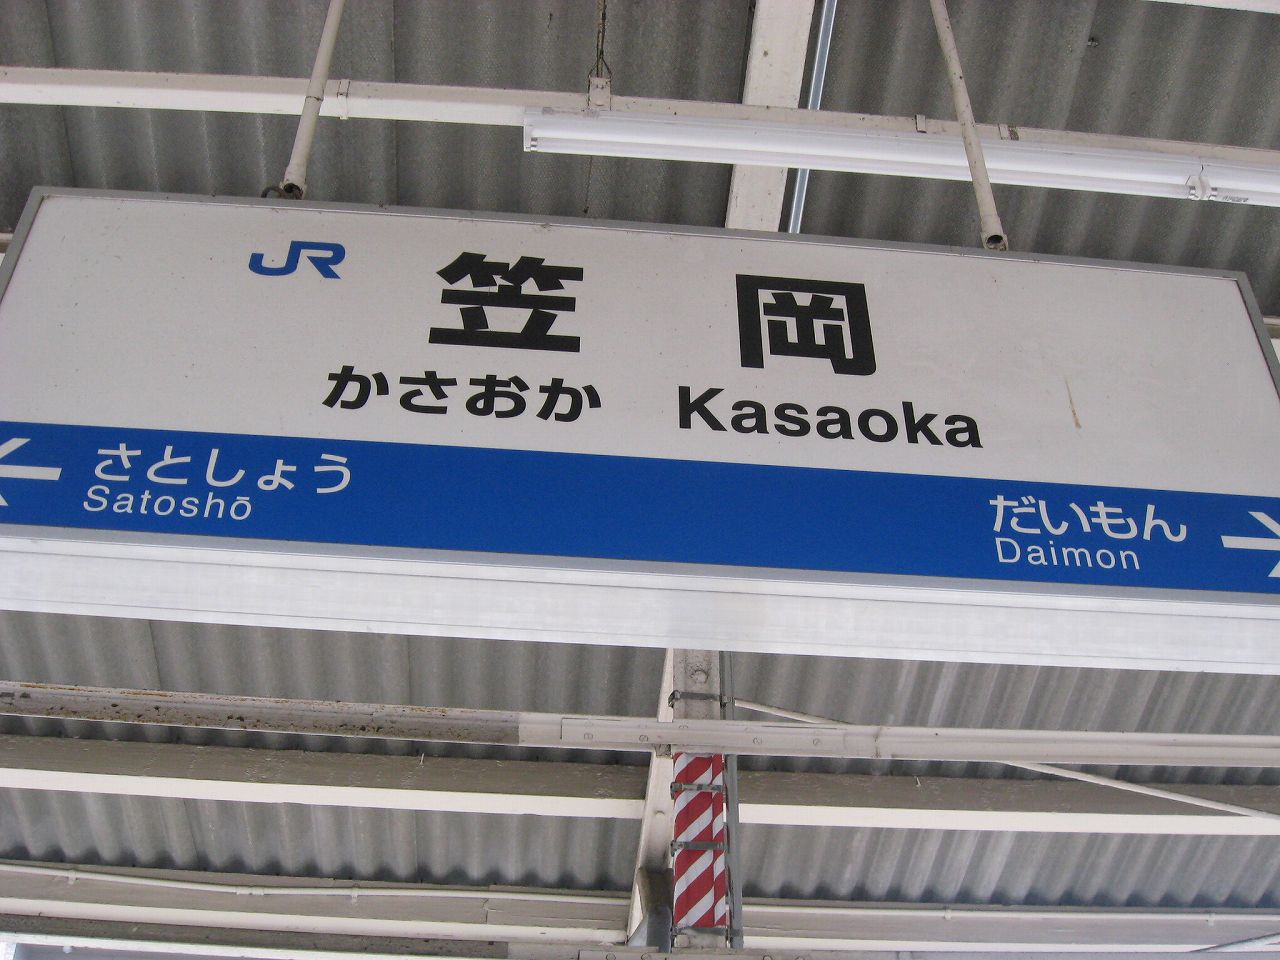 JR 笠岡
かさおか Kasaoka
← さとしょう
Satoshō
だいもん →
Daimon